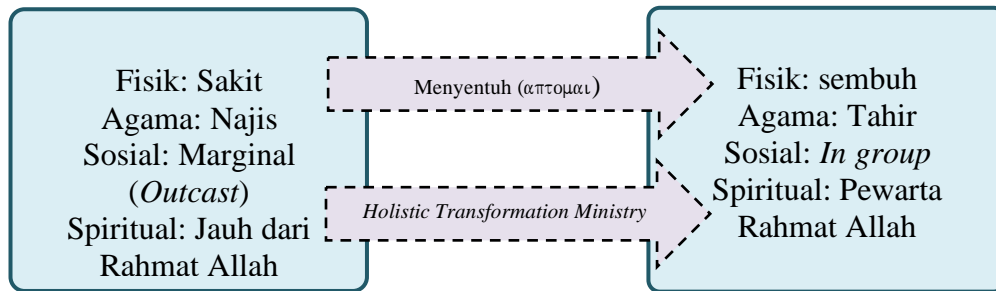 Fisik: Sakit
Agama: Najis
Sosial: Marginal
(Outcast)
Spiritual: Jauh dari
Rahmat Allah
Menyentuh (απτομαι)
Holistic Transformation Ministry
Fisik: sembuh
Agama: Tahir
Sosial: In group
Spiritual: Pewarta
Rahmat Allah